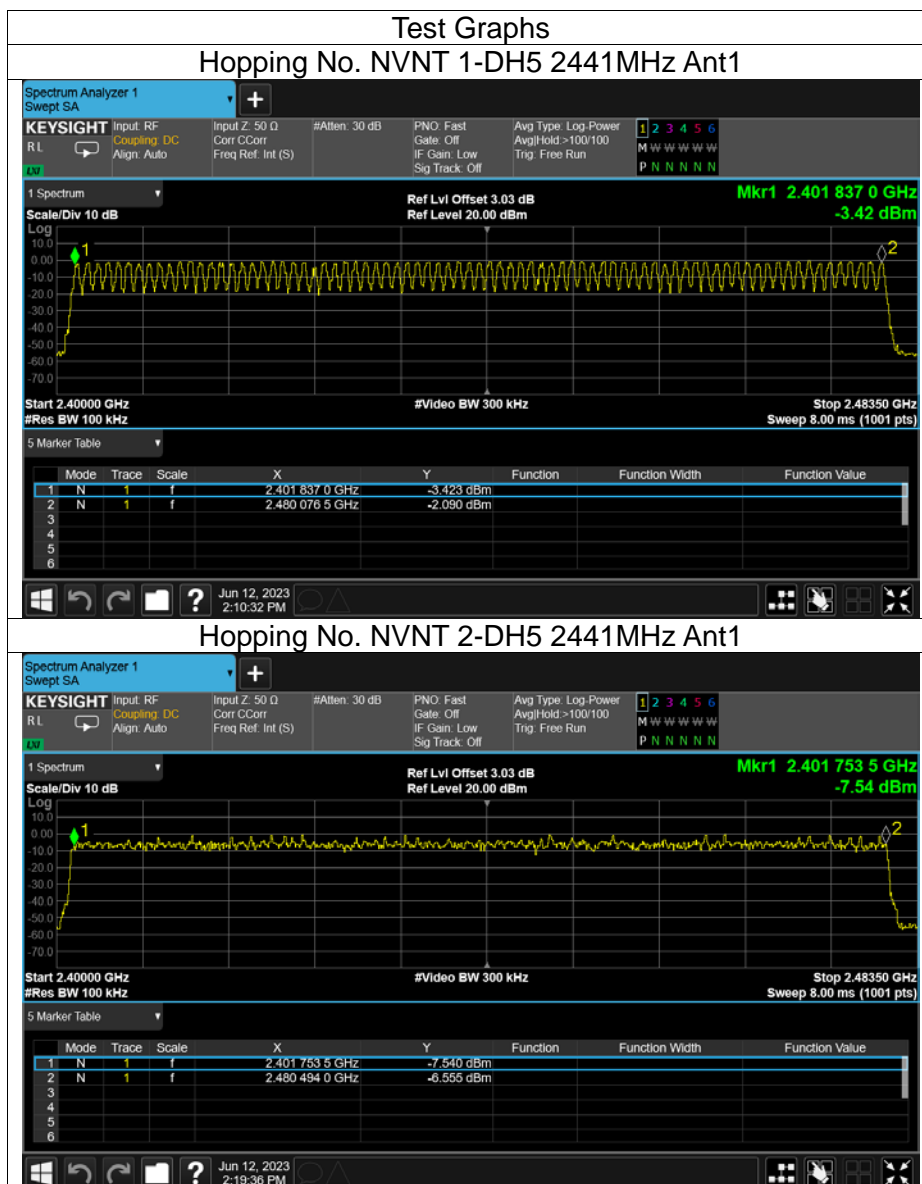 Test Graphs
Hopping No. NVNT 1-DH5 2441MHz Ant1
Spectrum Analyzer 1
Swept SA
+
KEYSIGHT Input: RF Input Z: 50 Ω #Atten: 30 dB PNO: Fast Avg Type: Log-Power 1 2 3 4 5 6
RL Coupling: DC Corr CCorr Gate: Off Avg|Hold:>100/100 M W W W W W
Align: Auto Freq Ref: Int (S) IF Gain: Low Trig: Free Run
LXI Sig Track: Off P N N N N N
1 Spectrum Ref Lvl Offset 3.03 dB Mkr1 2.401 837 0 GHz
Scale/Div 10 dB Ref Level 20.00 dBm -3.42 dBm
Log
10.0
0.00 1 2
-10.0
-20.0
-30.0
-40.0
-50.0
-60.0
-70.0
Start 2.40000 GHz #Video BW 300 kHz Stop 2.48350 GHz
#Res BW 100 kHz Sweep 8.00 ms (1001 pts)
5 Marker Table
Mode Trace Scale X Y Function Function Width Function Value
1 N 1 f 2.401 837 0 GHz -3.423 dBm
2 N 1 f 2.480 076 5 GHz -2.090 dBm
3
4
5
6
? Jun 12, 2023
2:10:32 PM
Hopping No. NVNT 2-DH5 2441MHz Ant1
Spectrum Analyzer 1
Swept SA
+
KEYSIGHT Input: RF Input Z: 50 Ω #Atten: 30 dB PNO: Fast Avg Type: Log-Power 1 2 3 4 5 6
RL Coupling: DC Corr CCorr Gate: Off Avg|Hold:>100/100 M W W W W W
Align: Auto Freq Ref: Int (S) IF Gain: Low Trig: Free Run
LXI Sig Track: Off P N N N N N
1 Spectrum Ref Lvl Offset 3.03 dB Mkr1 2.401 753 5 GHz
Scale/Div 10 dB Ref Level 20.00 dBm -7.54 dBm
Log
10.0
0.00 1 2
-10.0
-20.0
-30.0
-40.0
-50.0
-60.0
-70.0
Start 2.40000 GHz #Video BW 300 kHz Stop 2.48350 GHz
#Res BW 100 kHz Sweep 8.00 ms (1001 pts)
5 Marker Table
Mode Trace Scale X Y Function Function Width Function Value
1 N 1 f 2.401 753 5 GHz -7.540 dBm
2 N 1 f 2.480 494 0 GHz -6.555 dBm
3
4
5
6
? Jun 12, 2023
2:19:36 PM